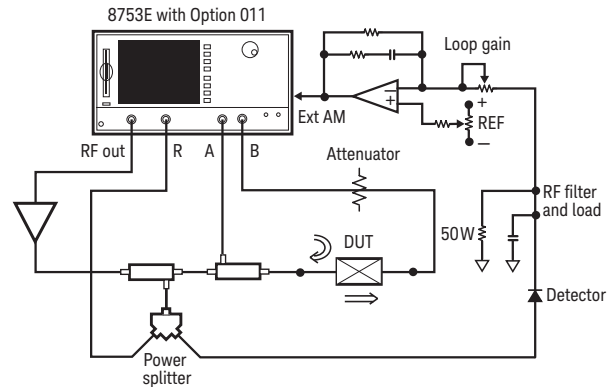 8753E with Option 011
Loop gain
+
REF
−
−
+
Ext AM
RF out
R
A
B
Attenuator
RF filter
and load
50W
DUT
Detector
Power
splitter